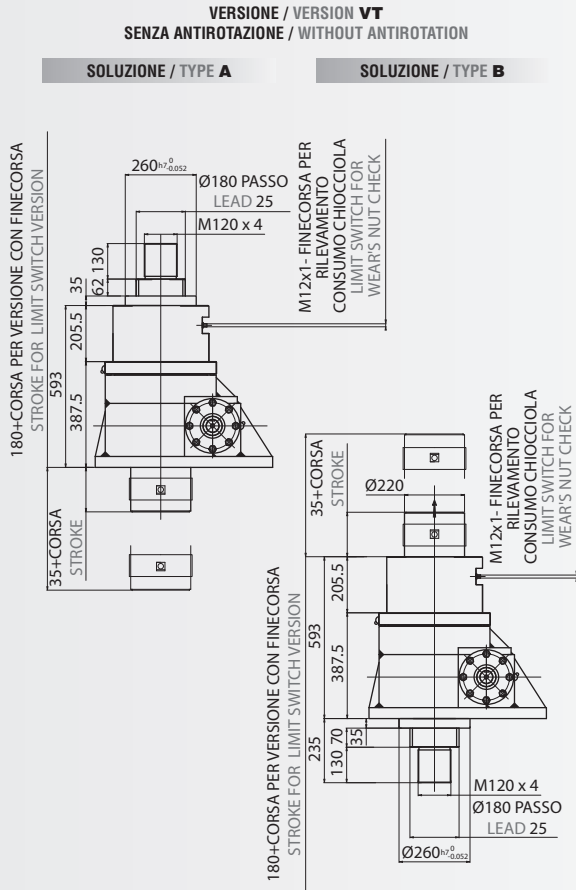 VERSIONE / VERSION VT
SENZA ANTIROTAZIONE / WITHOUT ANTIROTATION
SOLUZIONE / TYPE A
SOLUZIONE / TYPE B
180+CORSA PER VERSIONE CON FINECORSA
STROKE FOR LIMIT SWITCH VERSION
260 h7 0 -0.052
Ø180 PASSO
LEAD 25
M120 x 4
130
62
35
205.5
593
387.5
35+CORSA
STROKE
M12x1- FINECORSA PER
RILEVAMENTO
CONSUMO CHIOCCIOLA
LIMIT SWITCH FOR
WEAR'S NUT CHECK
35+CORSA
STROKE
Ø220
M12x1- FINECORSA PER
RILEVAMENTO
CONSUMO CHIOCCIOLA
LIMIT SWITCH FOR
WEAR'S NUT CHECK
180+CORSA PER VERSIONE CON FINECORSA
STROKE FOR LIMIT SWITCH VERSION
205.5
593
387.5
235
70
35
130
M120 x 4
Ø180 PASSO
LEAD 25
Ø260 h7 0 -0.052